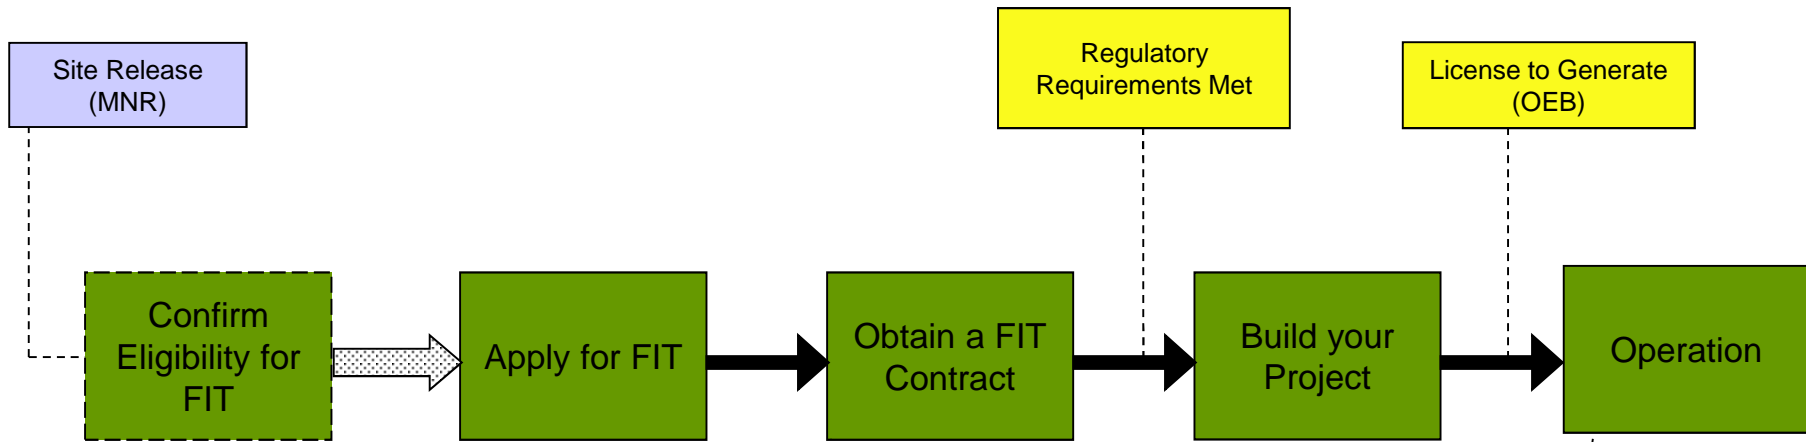 Site Release
(MNR)
Regulatory
Requirements Met
License to Generate
(OEB)
Confirm
Eligibility for
FIT
Apply for FIT
Obtain a FIT
Contract
Build your
Project
Operation